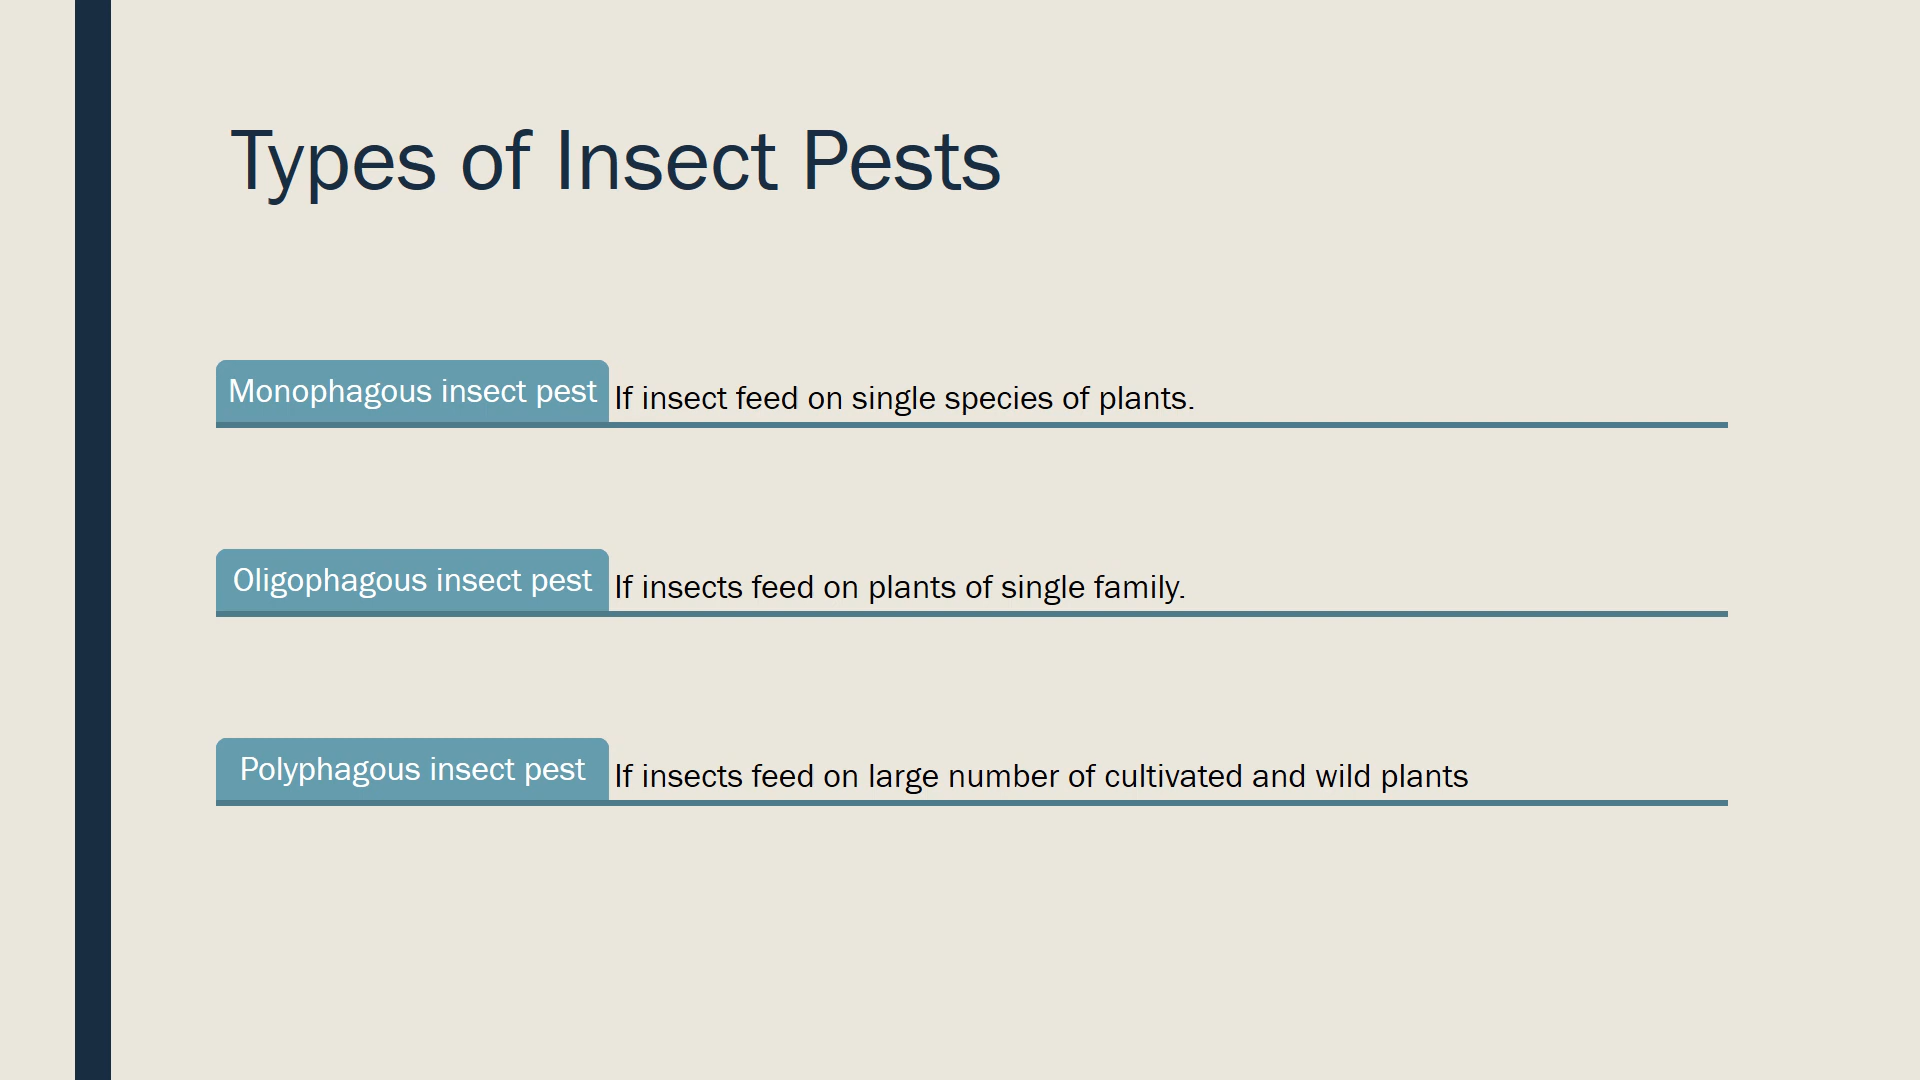 Types of Insect Pests
Monophagous insect pest If insect feed on single species of plants.
Oligophagous insect pest If insects feed on plants of single family.
Polyphagous insect pest If insects feed on large number of cultivated and wild plants